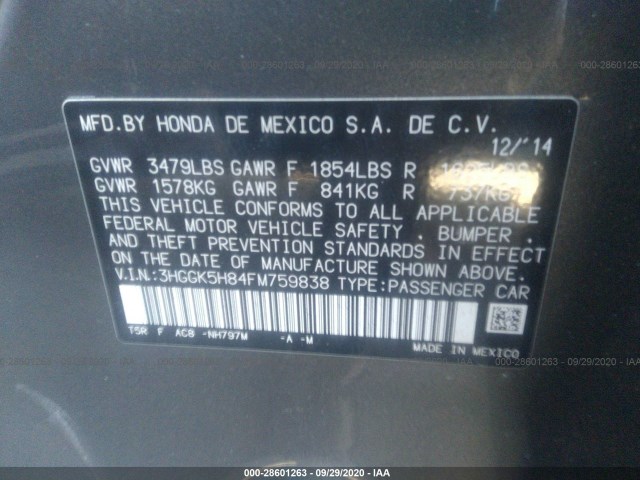 000-28601263 - 09/29/2020 - IAA
MFD.BY HONDA DE MEXICO S.A. DE C.V.
12/'14
GVWR 3479LBS GAWR F 1854LBS R
GVWR 1578KG GAWR F 841KG R 737KG
THIS VEHICLE CONFORMS TO ALL APPLICABLE
FEDERAL MOTOR VEHICLE SAFETY . BUMPER .
AND THEFT PREVENTION STANDARDS IN EFFECT
ON THE DATE OF MANUFACTURE SHOWN ABOVE.
V.I.N.:3HGGK5H84FM759838 TYPE:PASSENGER CAR
T5R F AC8 -NH797M -A -M
MADE IN MEXICO
000-28601263 - 09/29/2020 - IAA
000-28601263 - 09/29/2020 - IAA